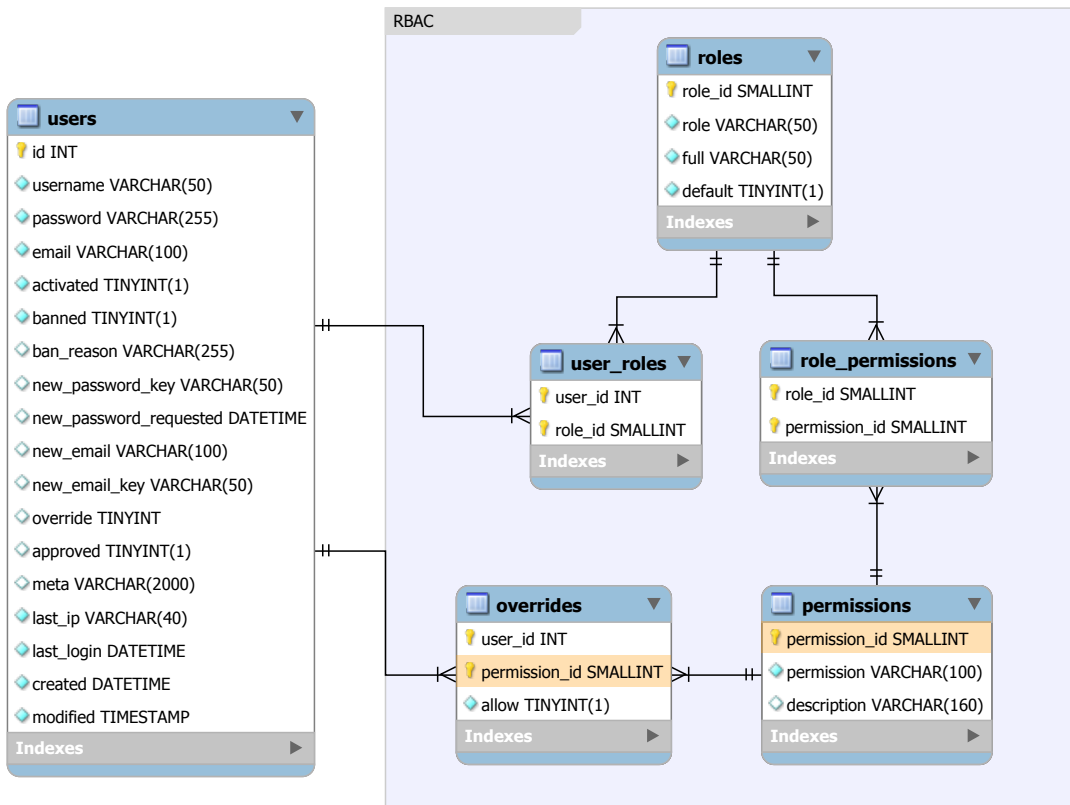 RBAC
users
id INT
username VARCHAR(50)
password VARCHAR(255)
email VARCHAR(100)
activated TINYINT(1)
banned TINYINT(1)
ban_reason VARCHAR(255)
new_password_key VARCHAR(50)
new_password_requested DATETIME
new_email VARCHAR(100)
new_email_key VARCHAR(50)
override TINYINT
approved TINYINT(1)
meta VARCHAR(2000)
last_ip VARCHAR(40)
last_login DATETIME
created DATETIME
modified TIMESTAMP
Indexes
roles
role_id SMALLINT
role VARCHAR(50)
full VARCHAR(50)
default TINYINT(1)
Indexes
user_roles
user_id INT
role_id SMALLINT
Indexes
role_permissions
role_id SMALLINT
permission_id SMALLINT
Indexes
overrides
user_id INT
permission_id SMALLINT
allow TINYINT(1)
Indexes
permissions
permission_id SMALLINT
permission VARCHAR(100)
description VARCHAR(160)
Indexes